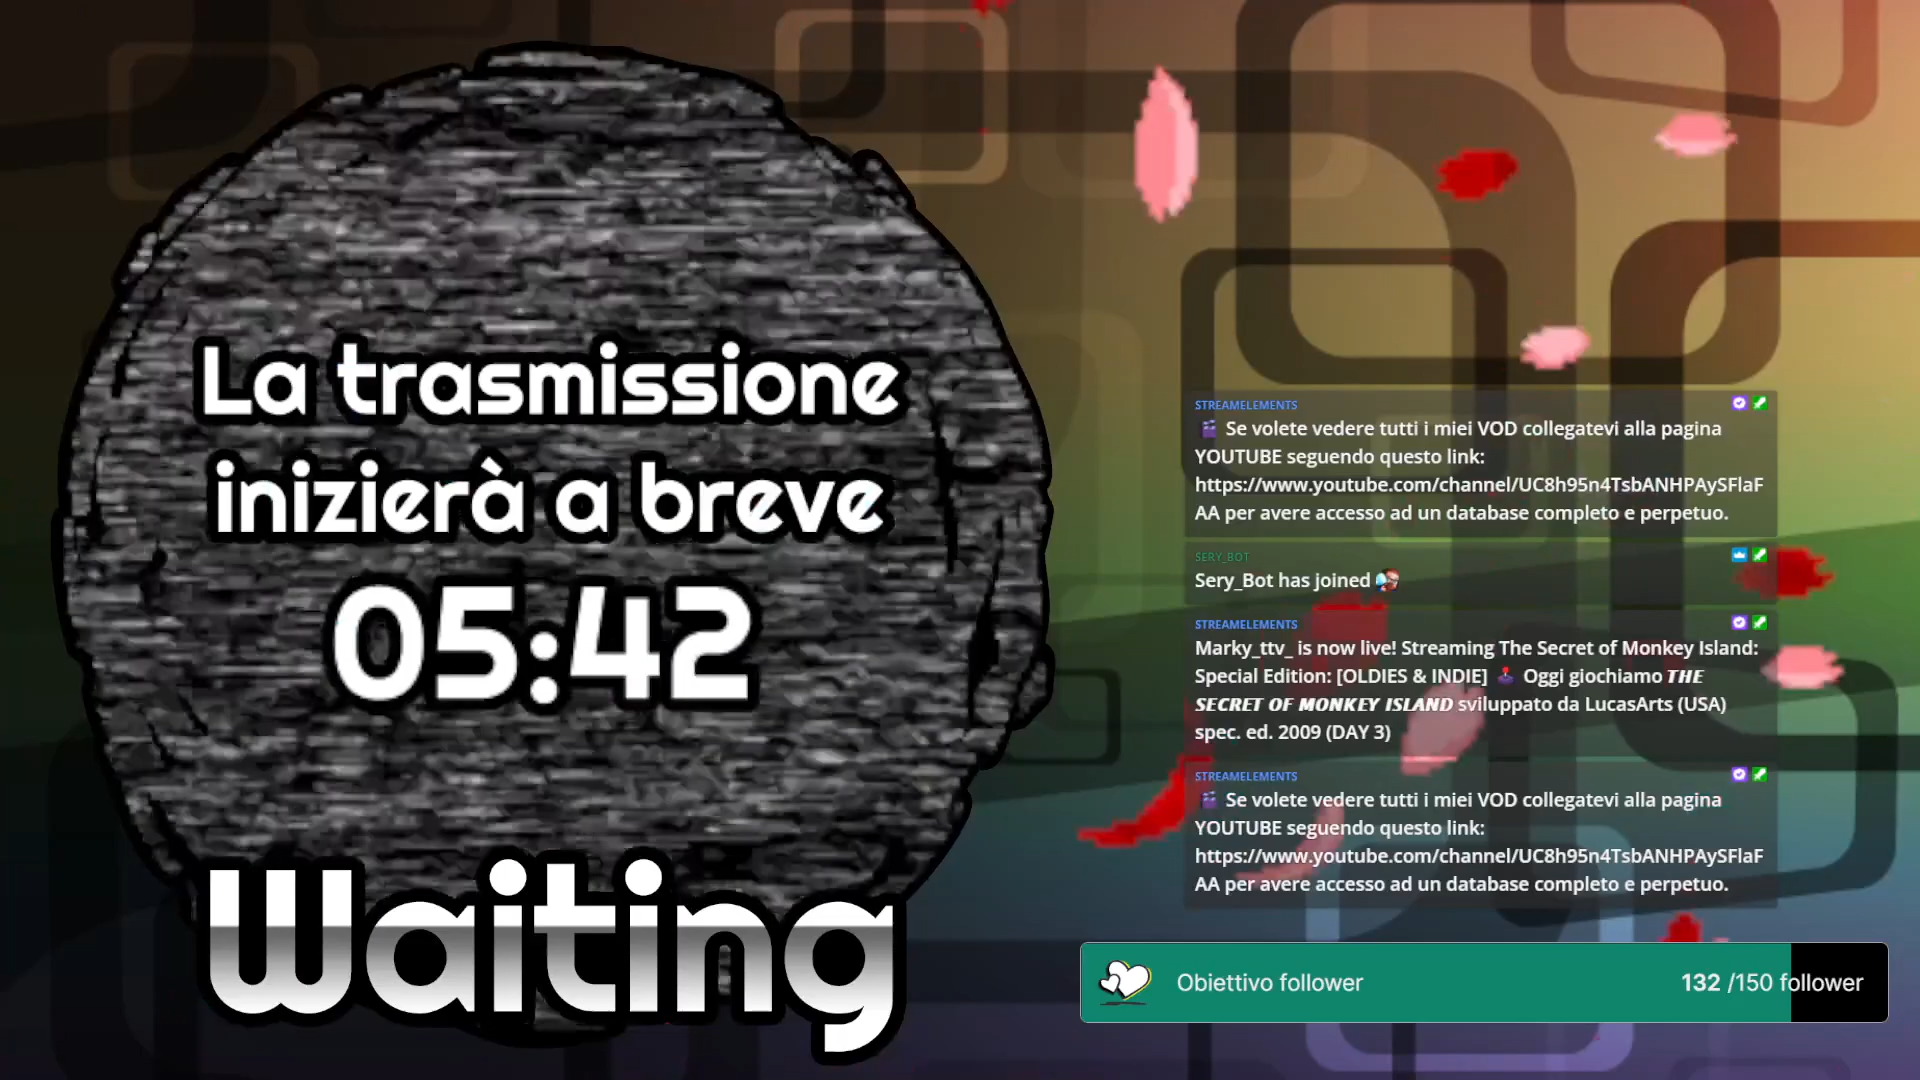 La trasmissione
inizierà a breve
05:42
Waiting
STREAMELEMENTS
Se volete vedere tutti i miei VOD collegatevi alla pagina
YOUTUBE seguendo questo link:
https://www.youtube.com/channel/UC8h95n4TsbANHPAySFlaF
AA per avere accesso ad un database completo e perpetuo.
SERY_BOT
Sery_Bot has joined
STREAMELEMENTS
Marky_ttv_ is now live! Streaming The Secret of Monkey Island:
Special Edition: [OLDIES & INDIE] 🕹️ Oggi giochiamo 𝙏𝙃𝙀
𝙎𝙀𝘾𝙍𝙀𝙏 𝙊𝙁 𝙈𝙊𝙉𝙆𝙀𝙔 𝙄𝙎𝙇𝘼𝙉𝘿 sviluppato da LucasArts (USA)
spec. ed. 2009 (DAY 3)
STREAMELEMENTS
Se volete vedere tutti i miei VOD collegatevi alla pagina
YOUTUBE seguendo questo link:
https://www.youtube.com/channel/UC8h95n4TsbANHPAySFlaF
AA per avere accesso ad un database completo e perpetuo.
Obiettivo follower 132 /150 follower